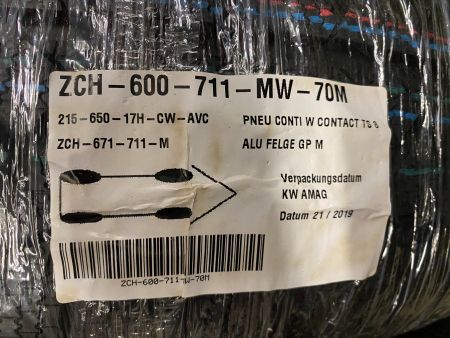 ZCH-600-711-MW-70M
215-650-17H-CW-AVC PNEU CONTI W CONTACT TS 8
ZCH-671-711-M ALU FELGE GP M
Verpackungsdatum
KW AMAG
Datum 21 / 2019
ZCH-600-711-W-70M